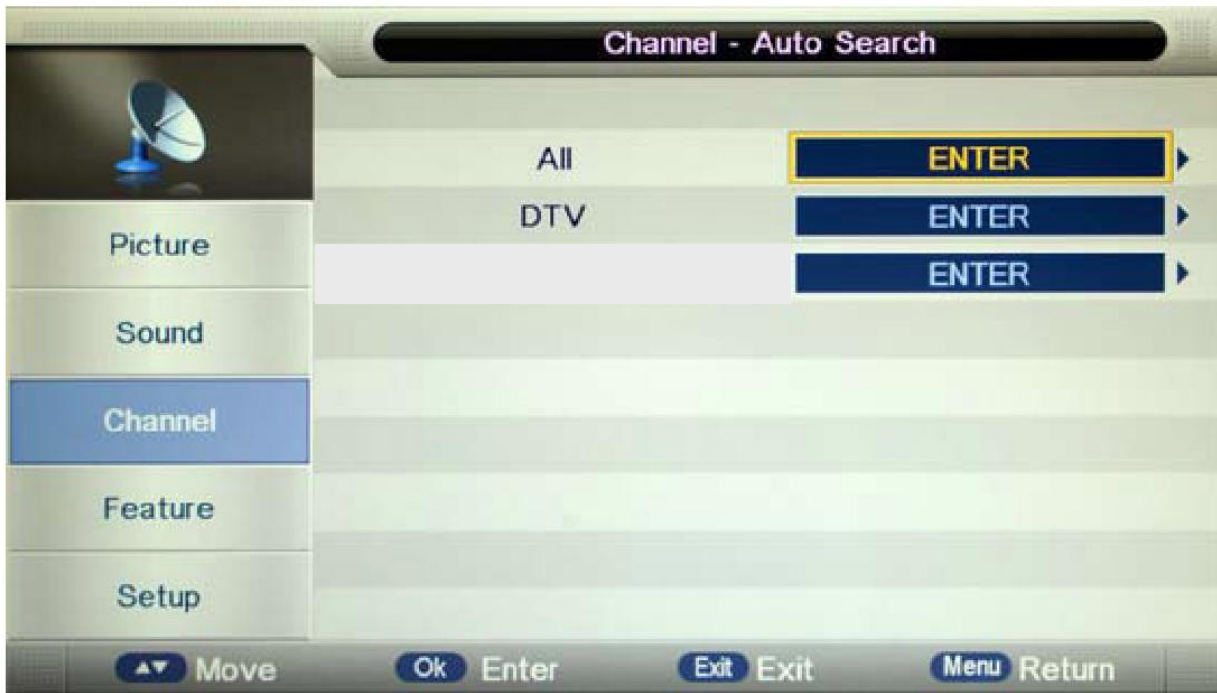 Channel - Auto Search
All ENTER
DTV ENTER
ENTER
Picture
Sound
Channel
Feature
Setup
▲▼ Move Ok Enter Exit Exit Menu Return